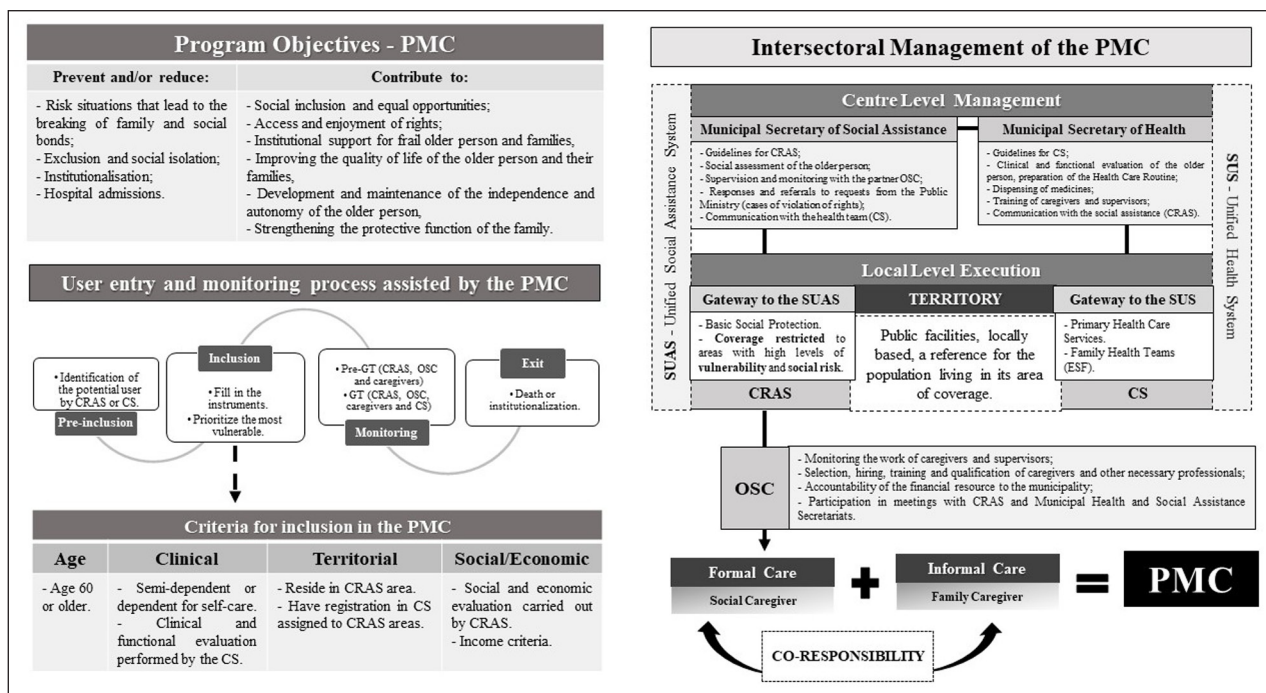 Program Objectives - PMC
Prevent and/or reduce:
- Risk situations that lead to the
breaking of family and social
bonds;
- Exclusion and social isolation;
- Institutionalisation;
- Hospital admissions.
Contribute to:
- Social inclusion and equal opportunities;
- Access and enjoyment of rights;
- Institutional support for frail older person and families,
- Improving the quality of life of the older person and their
families,
- Development and maintenance of the independence and
autonomy of the older person,
- Strengthening the protective function of the family.
User entry and monitoring process assisted by the PMC
•Identification of
the potential user
by CRAS or CS.
Pre-inclusion
Inclusion
• Fill in the
instruments.
• Prioritize the most
vulnerable.
•Pre-GT (CRAS, OSC
and caregivers)
•GT (CRAS, OSC,
caregivers and CS)
Monitoring
Exit
•Death or
institutionalization.
Criteria for inclusion in the PMC
Age
- Age 60
or older.
Clinical
- Semi-dependent or
dependent for self-care.
- Clinical and
functional evaluation
performed by the CS.
Territorial
- Reside in CRAS area.
- Have registration in CS
assigned to CRAS areas.
Social/Economic
- Social and economic
evaluation carried out
by CRAS.
- Income criteria.
Intersectoral Management of the PMC
SUAS - Unified Social Assistance System
Centre Level Management
Municipal Secretary of Social Assistance
- Guidelines for CRAS;
- Social assessment of the older person;
- Supervision and monitoring with the partner OSC;
- Responses and referrals to requests from the Public
Ministry (cases of violation of rights);
- Communication with the health team (CS).
Municipal Secretary of Health
- Guidelines for CS;
- Clinical and functional evaluation of the older
person, preparation of the Health Care Routine;
- Dispensing of medicines;
- Training of caregivers and supervisors;
- Communication with the social assistance (CRAS).
SUS - Unified Health System
Local Level Execution
Gateway to the SUAS
- Basic Social Protection.
- Coverage restricted to
areas with high levels of
vulnerability and social risk.
CRAS
TERRITORY
Public facilities, locally
based, a reference for the
population living in its area
of coverage.
Gateway to the SUS
- Primary Health Care
Services.
- Family Health Teams
(ESF).
CS
OSC
- Monitoring the work of caregivers and supervisors;
- Selection, hiring, training and qualification of caregivers and other necessary professionals;
- Accountability of the financial resource to the municipality;
- Participation in meetings with CRAS and Municipal Health and Social Assistance
Secretariats.
Formal Care
Social Caregiver
+
Informal Care
Family Caregiver
=
PMC
CO-RESPONSIBILITY